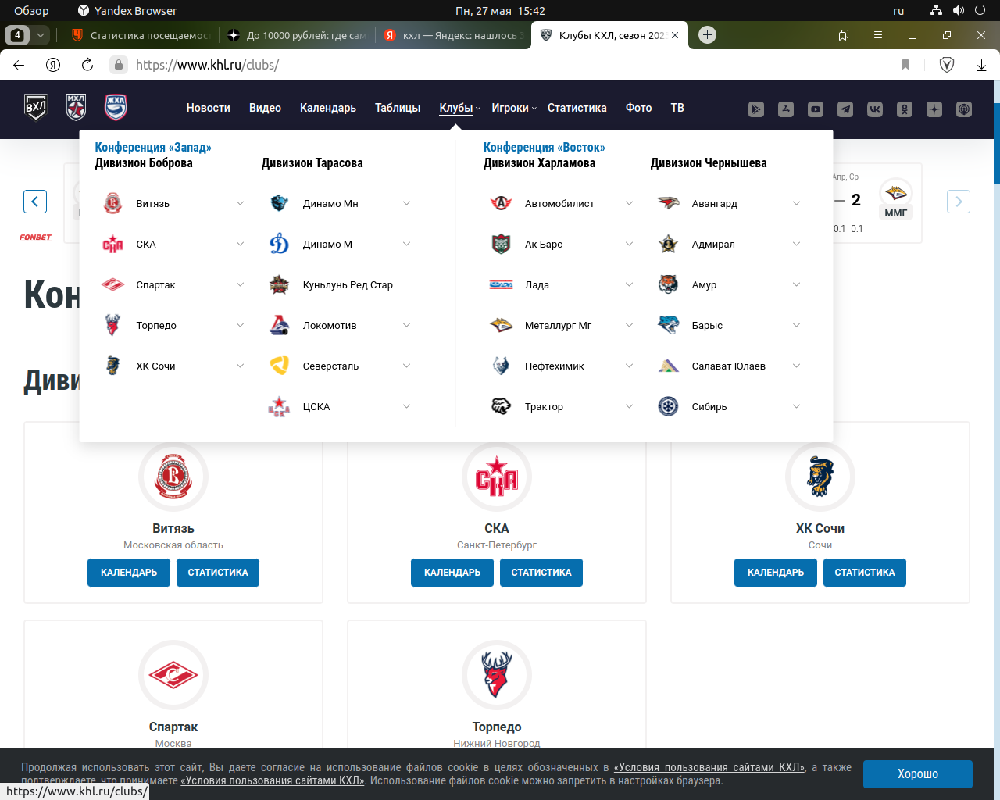 Обзор
Yandex Browser
Пн, 27 мая 15:42
ru
4
Статистика посещаемост
До 10000 рублей: где сам
кхл — Яндекс: нашлось
Клубы КХЛ, сезон 202
https://www.khl.ru/clubs/
ВХЛ
МХЛ
ЖХЛ
Новости
Видео
Календарь
Таблицы
Клубы
Игроки
Статистика
Фото
ТВ
Конференция «Запад»
Конференция «Восток»
Дивизион Боброва
Дивизион Тарасова
Дивизион Харламова
Дивизион Чернышева
Витязь
Динамо Мн
Автомобилист
Авангард
СКА
Динамо М
Ак Барс
Адмирал
Спартак
Куньлунь Ред Стар
Лада
Амур
Торпедо
Локомотив
Металлург Мг
Барыс
ХК Сочи
Северсталь
Нефтехимик
Салават Юлаев
ЦСКА
Трактор
Сибирь
Апр, Ср
— 2
ММГ
0:1 0:1
FONBET
Кон
Диви
Витязь
Московская область
КАЛЕНДАРЬ
СТАТИСТИКА
СКА
Санкт-Петербург
КАЛЕНДАРЬ
СТАТИСТИКА
ХК Сочи
Сочи
КАЛЕНДАРЬ
СТАТИСТИКА
Спартак
Москва
Торпедо
Нижний Новгород
Продолжая использовать этот сайт, Вы даете согласие на использование файлов cookie в целях обозначенных в «Условия пользования сайтами КХЛ», а также
подтверждаете, что принимаете «Условия пользования сайтами КХЛ». Использование файлов cookie можно запретить в настройках браузера.
Хорошо
https://www.khl.ru/clubs/